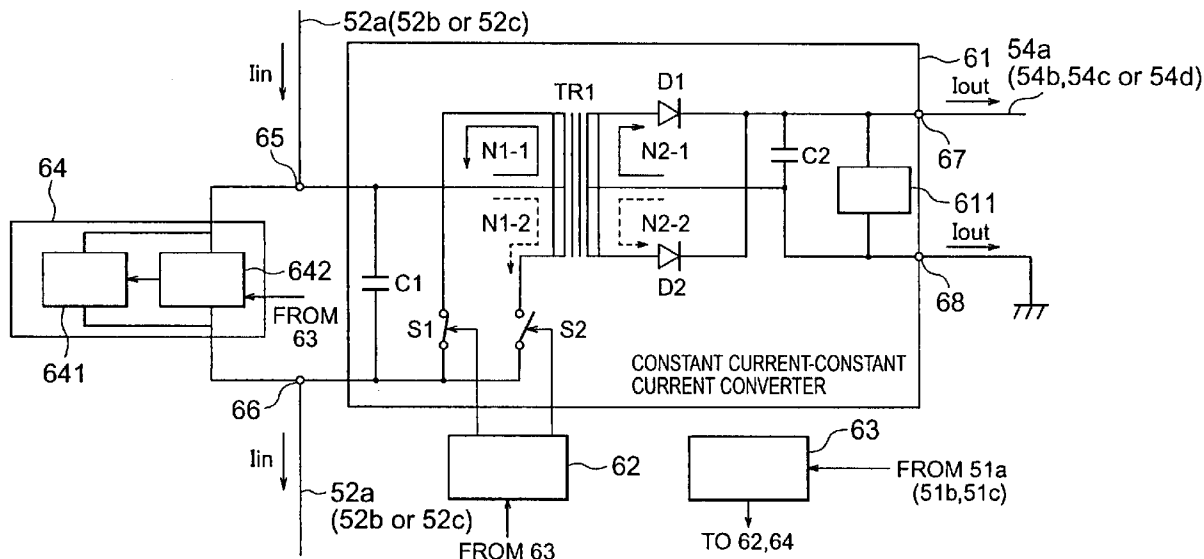 52a(52b or 52c)
Iin
61
54a
(54b,54c or 54d)
Iout
TR1
D1
65
67
64
N1-1
N2-1
C2
611
N1-2
N2-2
Iout
642
C1
D2
68
FROM
63
S1
S2
641
CONSTANT CURRENT-CONSTANT
CURRENT CONVERTER
66
63
Iin
62
FROM 51a
(51b,51c)
52a
(52b or 52c)
FROM 63
TO 62,64